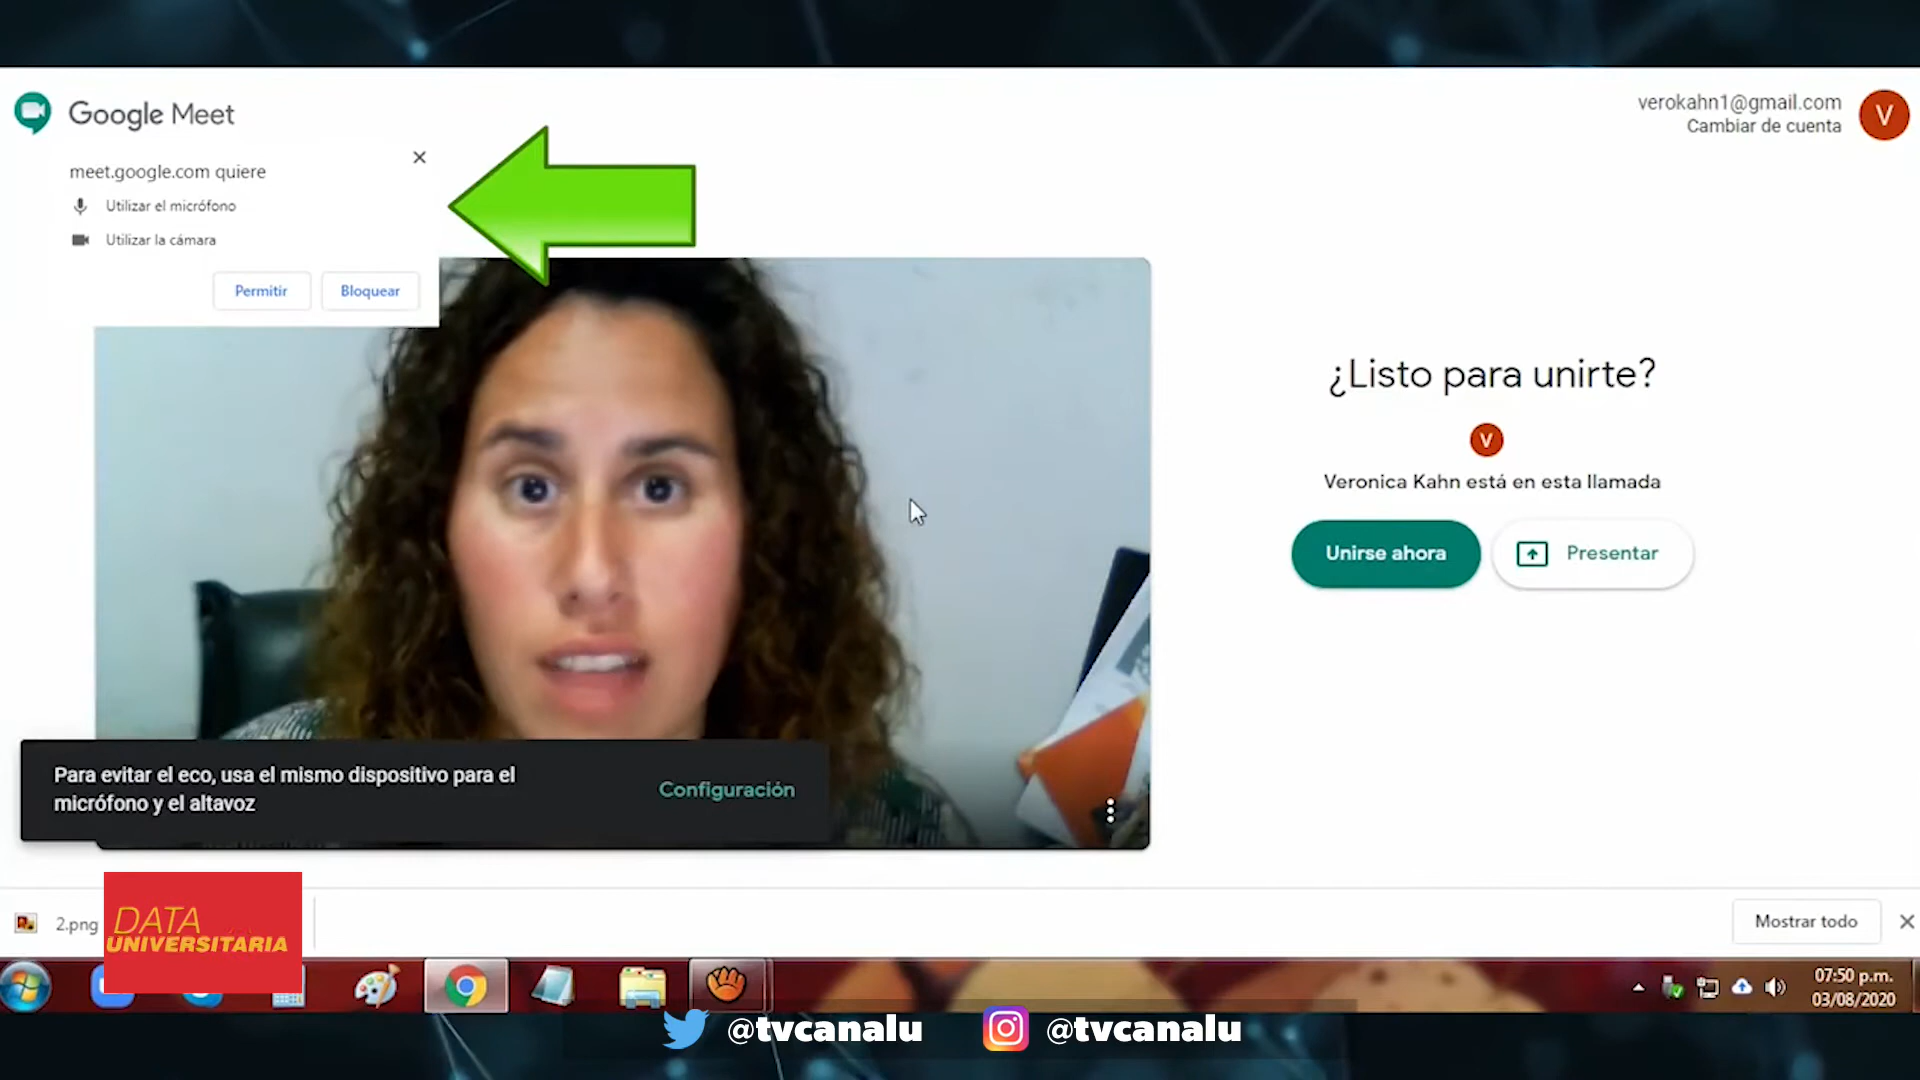 Google Meet
verokahn1@gmail.com
Cambiar de cuenta
V
meet.google.com quiere
Utilizar el micrófono
Utilizar la cámara
Permitir
Bloquear
¿Listo para unirte?
V
Veronica Kahn está en esta llamada
Unirse ahora
Presentar
Para evitar el eco, usa el mismo dispositivo para el
micrófono y el altavoz
Configuración
2.png
DATA
UNIVERSITARIA
Mostrar todo
07:50 p.m.
03/08/2020
@tvcanalu
@tvcanalu